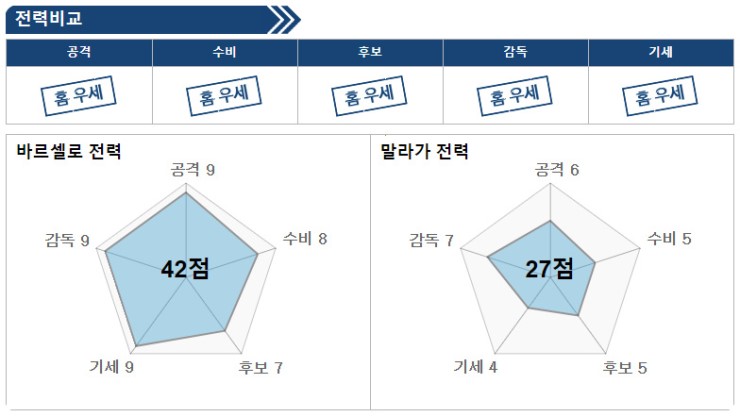 전력비교
공격 수비 후보 감독 기세
홈 우세 홈 우세 홈 우세 홈 우세 홈 우세
바르셀로 전력
공격 9
감독 9
수비 8
42점
기세 9
후보 7
말라가 전력
공격 6
감독 7
수비 5
27점
기세 4
후보 5